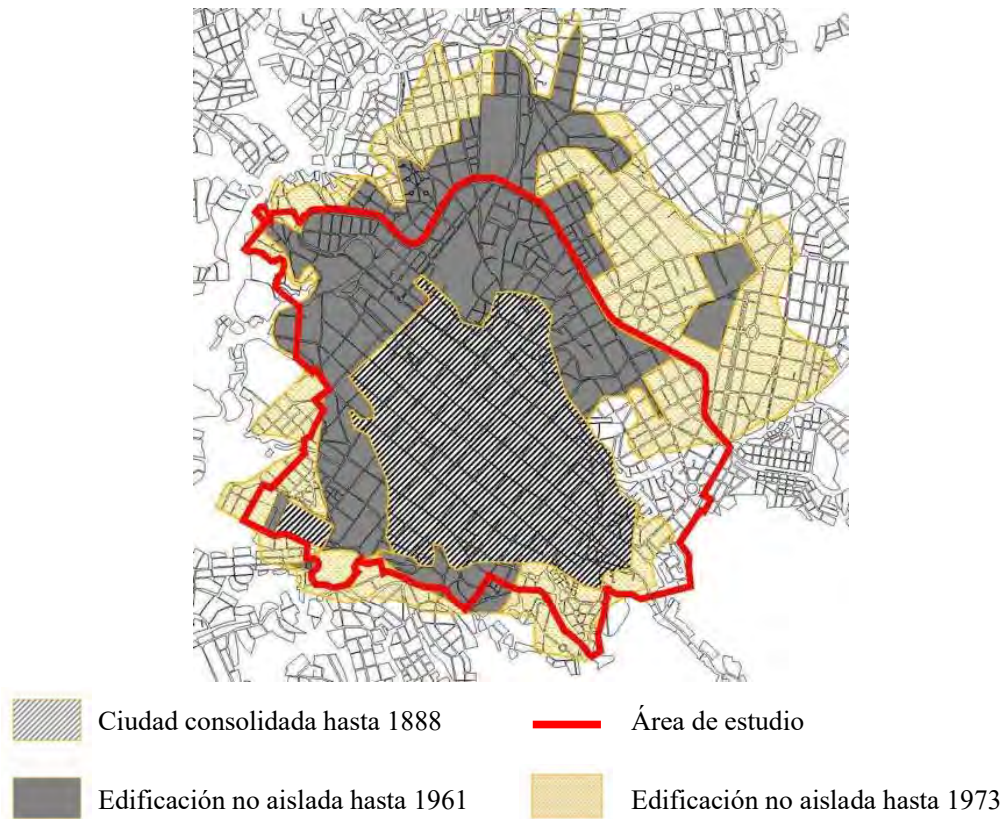 Ciudad consolidada hasta 1888
Área de estudio
Edificación no aislada hasta 1961
Edificación no aislada hasta 1973